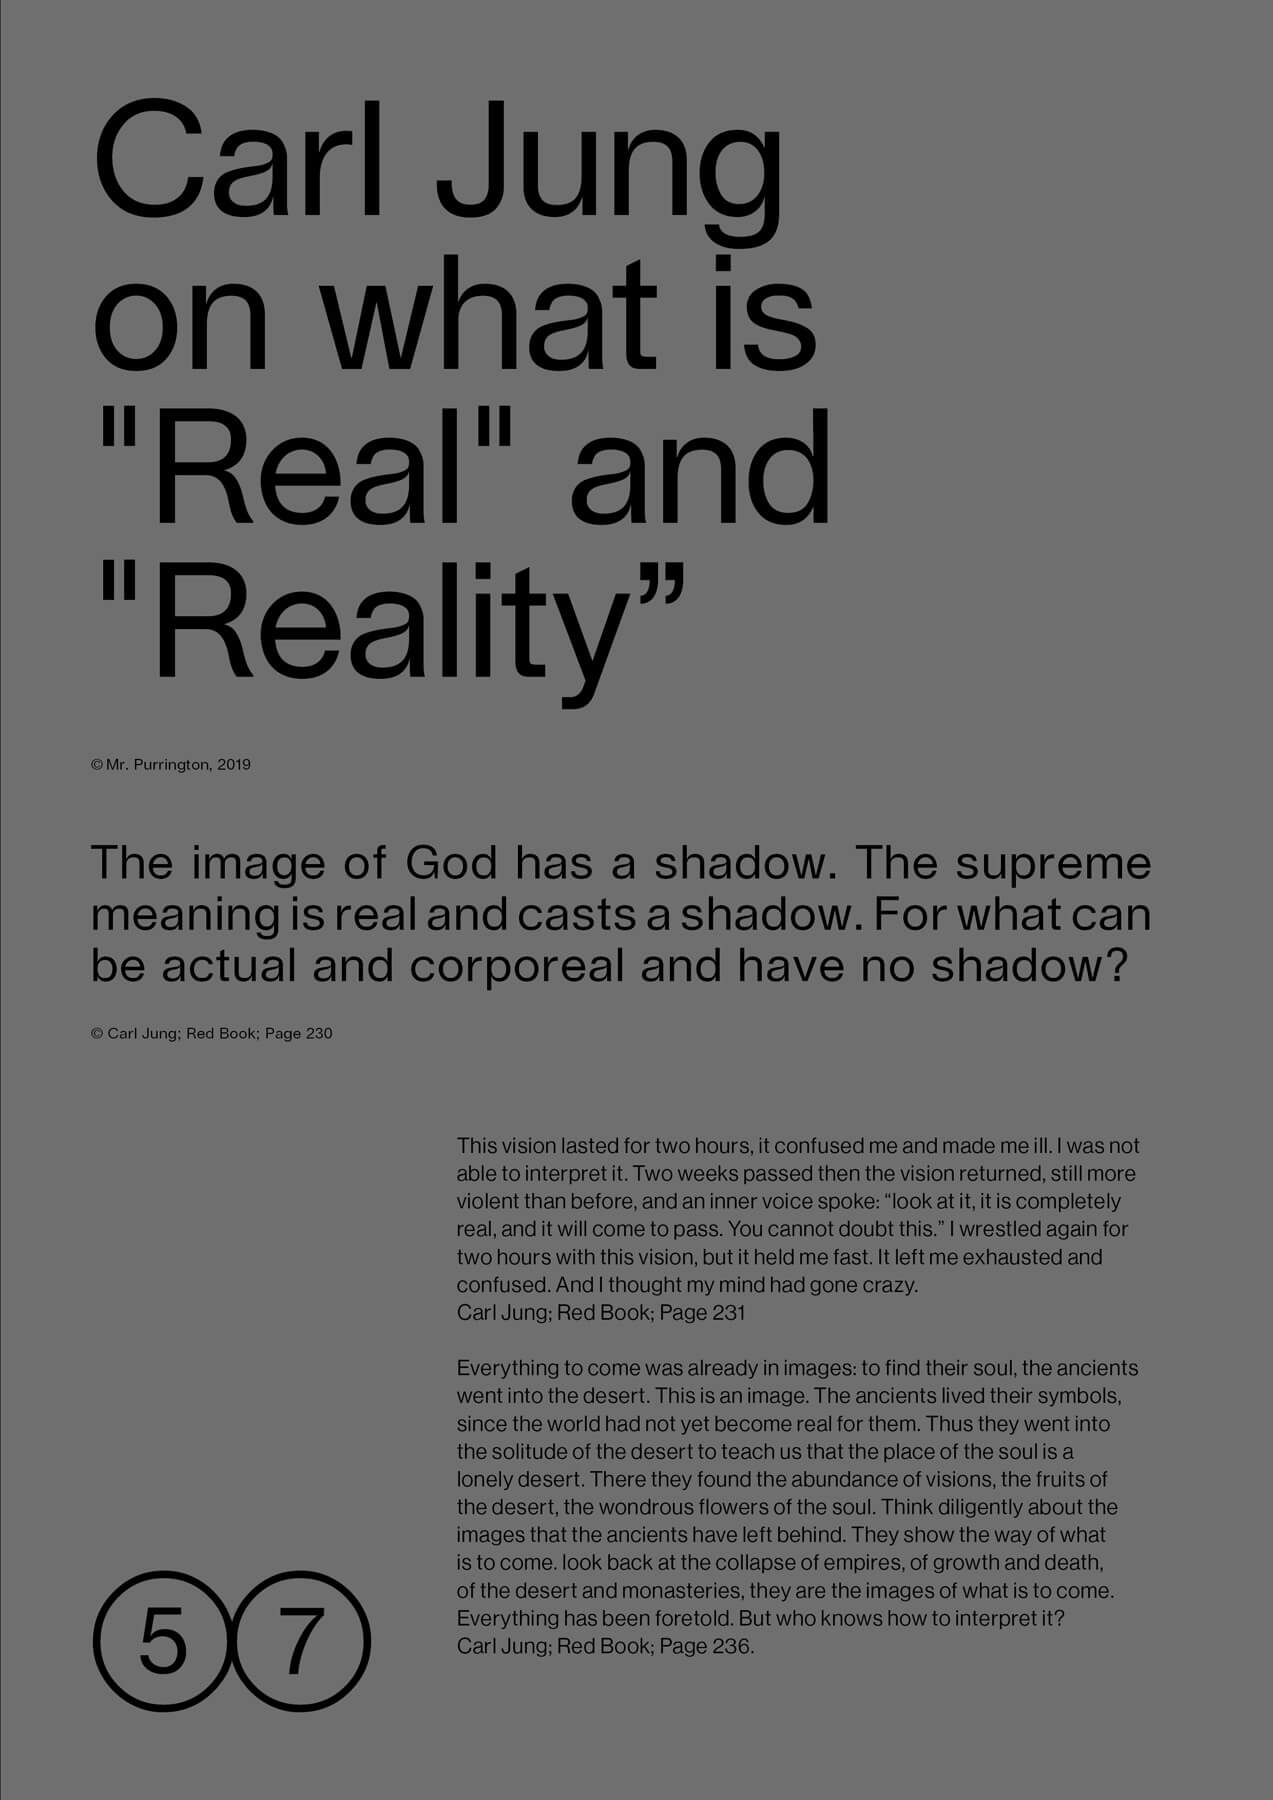 Carl Jung
on what is
"Real" and
"Reality”
© Mr. Purrington, 2019
The image of God has a shadow. The supreme
meaning is real and casts a shadow. For what can
be actual and corporeal and have no shadow?
© Carl Jung; Red Book; Page 230
This vision lasted for two hours, it confused me and made me ill. I was not
able to interpret it. Two weeks passed then the vision returned, still more
violent than before, and an inner voice spoke: “look at it, it is completely
real, and it will come to pass. You cannot doubt this.” I wrestled again for
two hours with this vision, but it held me fast. It left me exhausted and
confused. And I thought my mind had gone crazy.
Carl Jung; Red Book; Page 231
Everything to come was already in images: to find their soul, the ancients
went into the desert. This is an image. The ancients lived their symbols,
since the world had not yet become real for them. Thus they went into
the solitude of the desert to teach us that the place of the soul is a
lonely desert. There they found the abundance of visions, the fruits of
the desert, the wondrous flowers of the soul. Think diligently about the
images that the ancients have left behind. They show the way of what
is to come. look back at the collapse of empires, of growth and death,
of the desert and monasteries, they are the images of what is to come.
Everything has been foretold. But who knows how to interpret it?
Carl Jung; Red Book; Page 236.
5 7